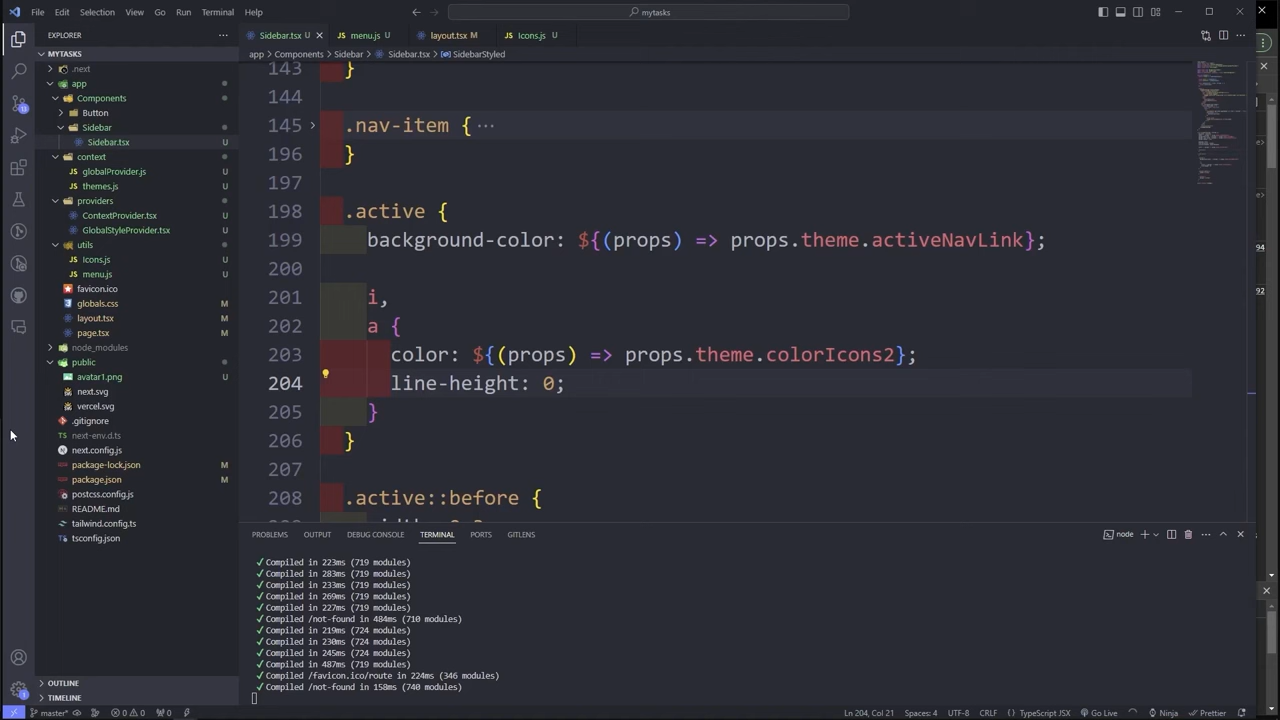 File Edit Selection View Go Run Terminal Help
mytasks
EXPLORER
MYTASKS
.next
app
Components
Button
Sidebar
Sidebar.tsx U
context
globalProvider.js U
themes.js U
providers
ContextProvider.tsx U
GlobalStyleProvider.tsx U
utils
Icons.js U
menu.js U
favicon.ico
globals.css M
layout.tsx M
page.tsx M
node_modules
public
avatar1.png U
next.svg
vercel.svg
.gitignore
next-env.d.ts
next.config.js
package-lock.json M
package.json M
postcss.config.js
README.md
tailwind.config.ts
tsconfig.json
OUTLINE
TIMELINE
Sidebar.tsx U menu.js U layout.tsx M Icons.js U
app > Components > Sidebar > Sidebar.tsx > SidebarStyled
143 }
144
145 .nav-item { ...
196 }
197
198 .active {
199 background-color: ${(props) => props.theme.activeNavLink};
200
201 i,
202 a {
203 color: ${(props) => props.theme.colorIcons2};
204 line-height: 0;
205 }
206 }
207
208 .active::before {
PROBLEMS OUTPUT DEBUG CONSOLE TERMINAL PORTS GITLENS
node
✓ Compiled in 223ms (719 modules)
✓ Compiled in 283ms (719 modules)
✓ Compiled in 233ms (719 modules)
✓ Compiled in 269ms (719 modules)
✓ Compiled in 227ms (719 modules)
✓ Compiled /not-found in 484ms (710 modules)
✓ Compiled in 219ms (724 modules)
✓ Compiled in 230ms (724 modules)
✓ Compiled in 245ms (724 modules)
✓ Compiled in 487ms (719 modules)
✓ Compiled /favicon.ico/route in 224ms (346 modules)
✓ Compiled /not-found in 158ms (740 modules)
master* 0 0 0 Ln 204, Col 21 Spaces: 4 UTF-8 CRLF TypeScript JSX Go Live Ninja Prettier